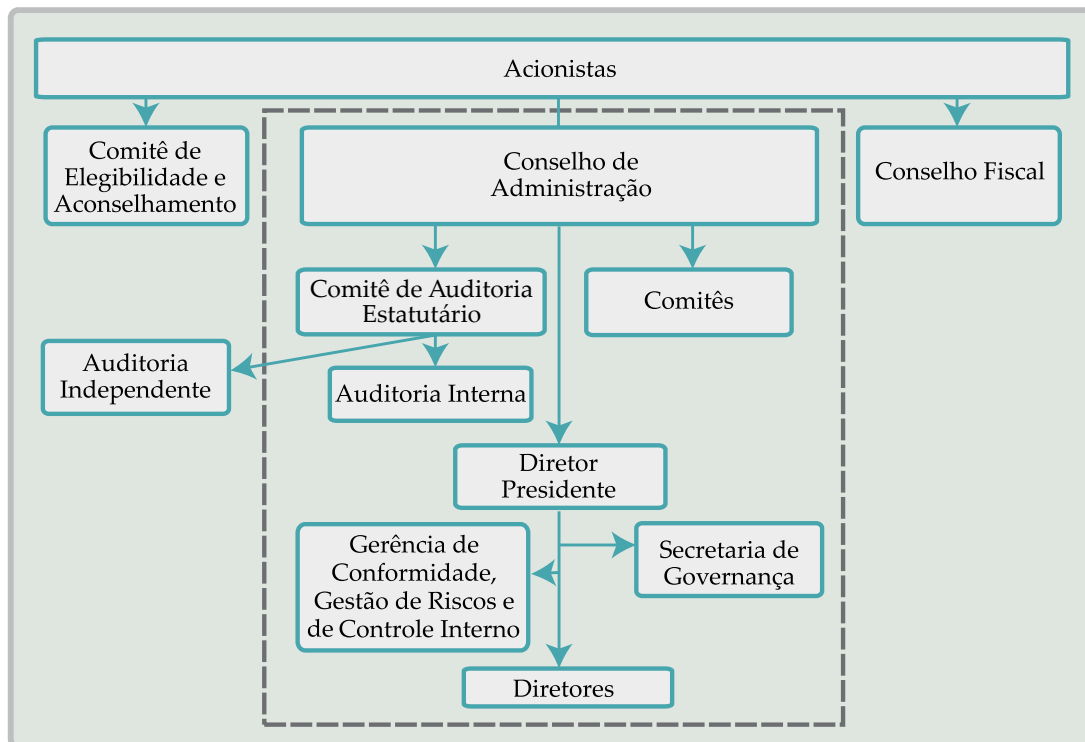 Acionistas
Comitê de
Elegibilidade e
Aconselhamento
Conselho de
Administração
Conselho Fiscal
Comitê de Auditoria
Estatutário
Comitês
Auditoria
Independente
Auditoria Interna
Diretor
Presidente
Gerência de
Conformidade,
Gestão de Riscos e
de Controle Interno
Secretaria de
Governança
Diretores